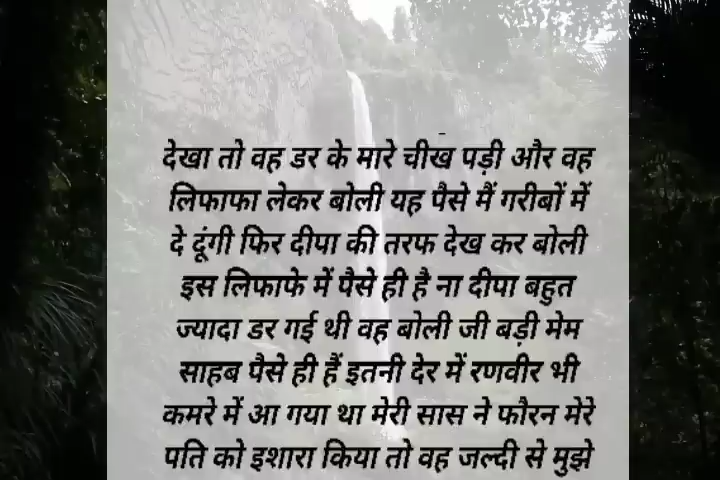 देखा तो वह डर के मारे चीख पड़ी और वह
लिफाफा लेकर बोली यह पैसे मैं गरीबों में
दे दूंगी फिर दीपा की तरफ देख कर बोली
इस लिफाफे में पैसे ही है ना दीपा बहुत
ज्यादा डर गई थी वह बोली जी बड़ी मेम
साहब पैसे ही हैं इतनी देर में रणवीर भी
कमरे में आ गया था मेरी सास ने फौरन मेरे
पति को इशारा किया तो वह जल्दी से मुझे